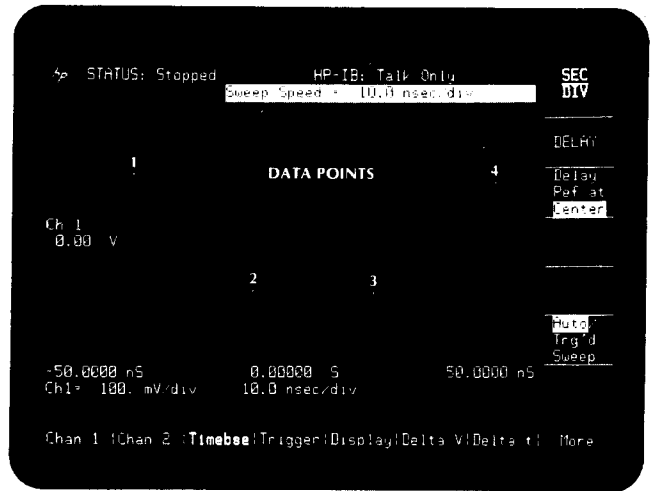 hp STATUS: Stopped HP-IB: Talk Only
Sweep Speed = 10.0 nsec/div
SEC
DIV
DELAY
Delay
Ref at
Center
1
DATA POINTS
4
Ch 1
0.00 V
2
3
Auto/
Trg'd
Sweep
-50.0000 nS 0.00000 S 50.0000 nS
Ch1= 100. mV/div 10.0 nsec/div
Chan 1 |Chan 2 |Timebse|Trigger|Display|Delta V|Delta t| More